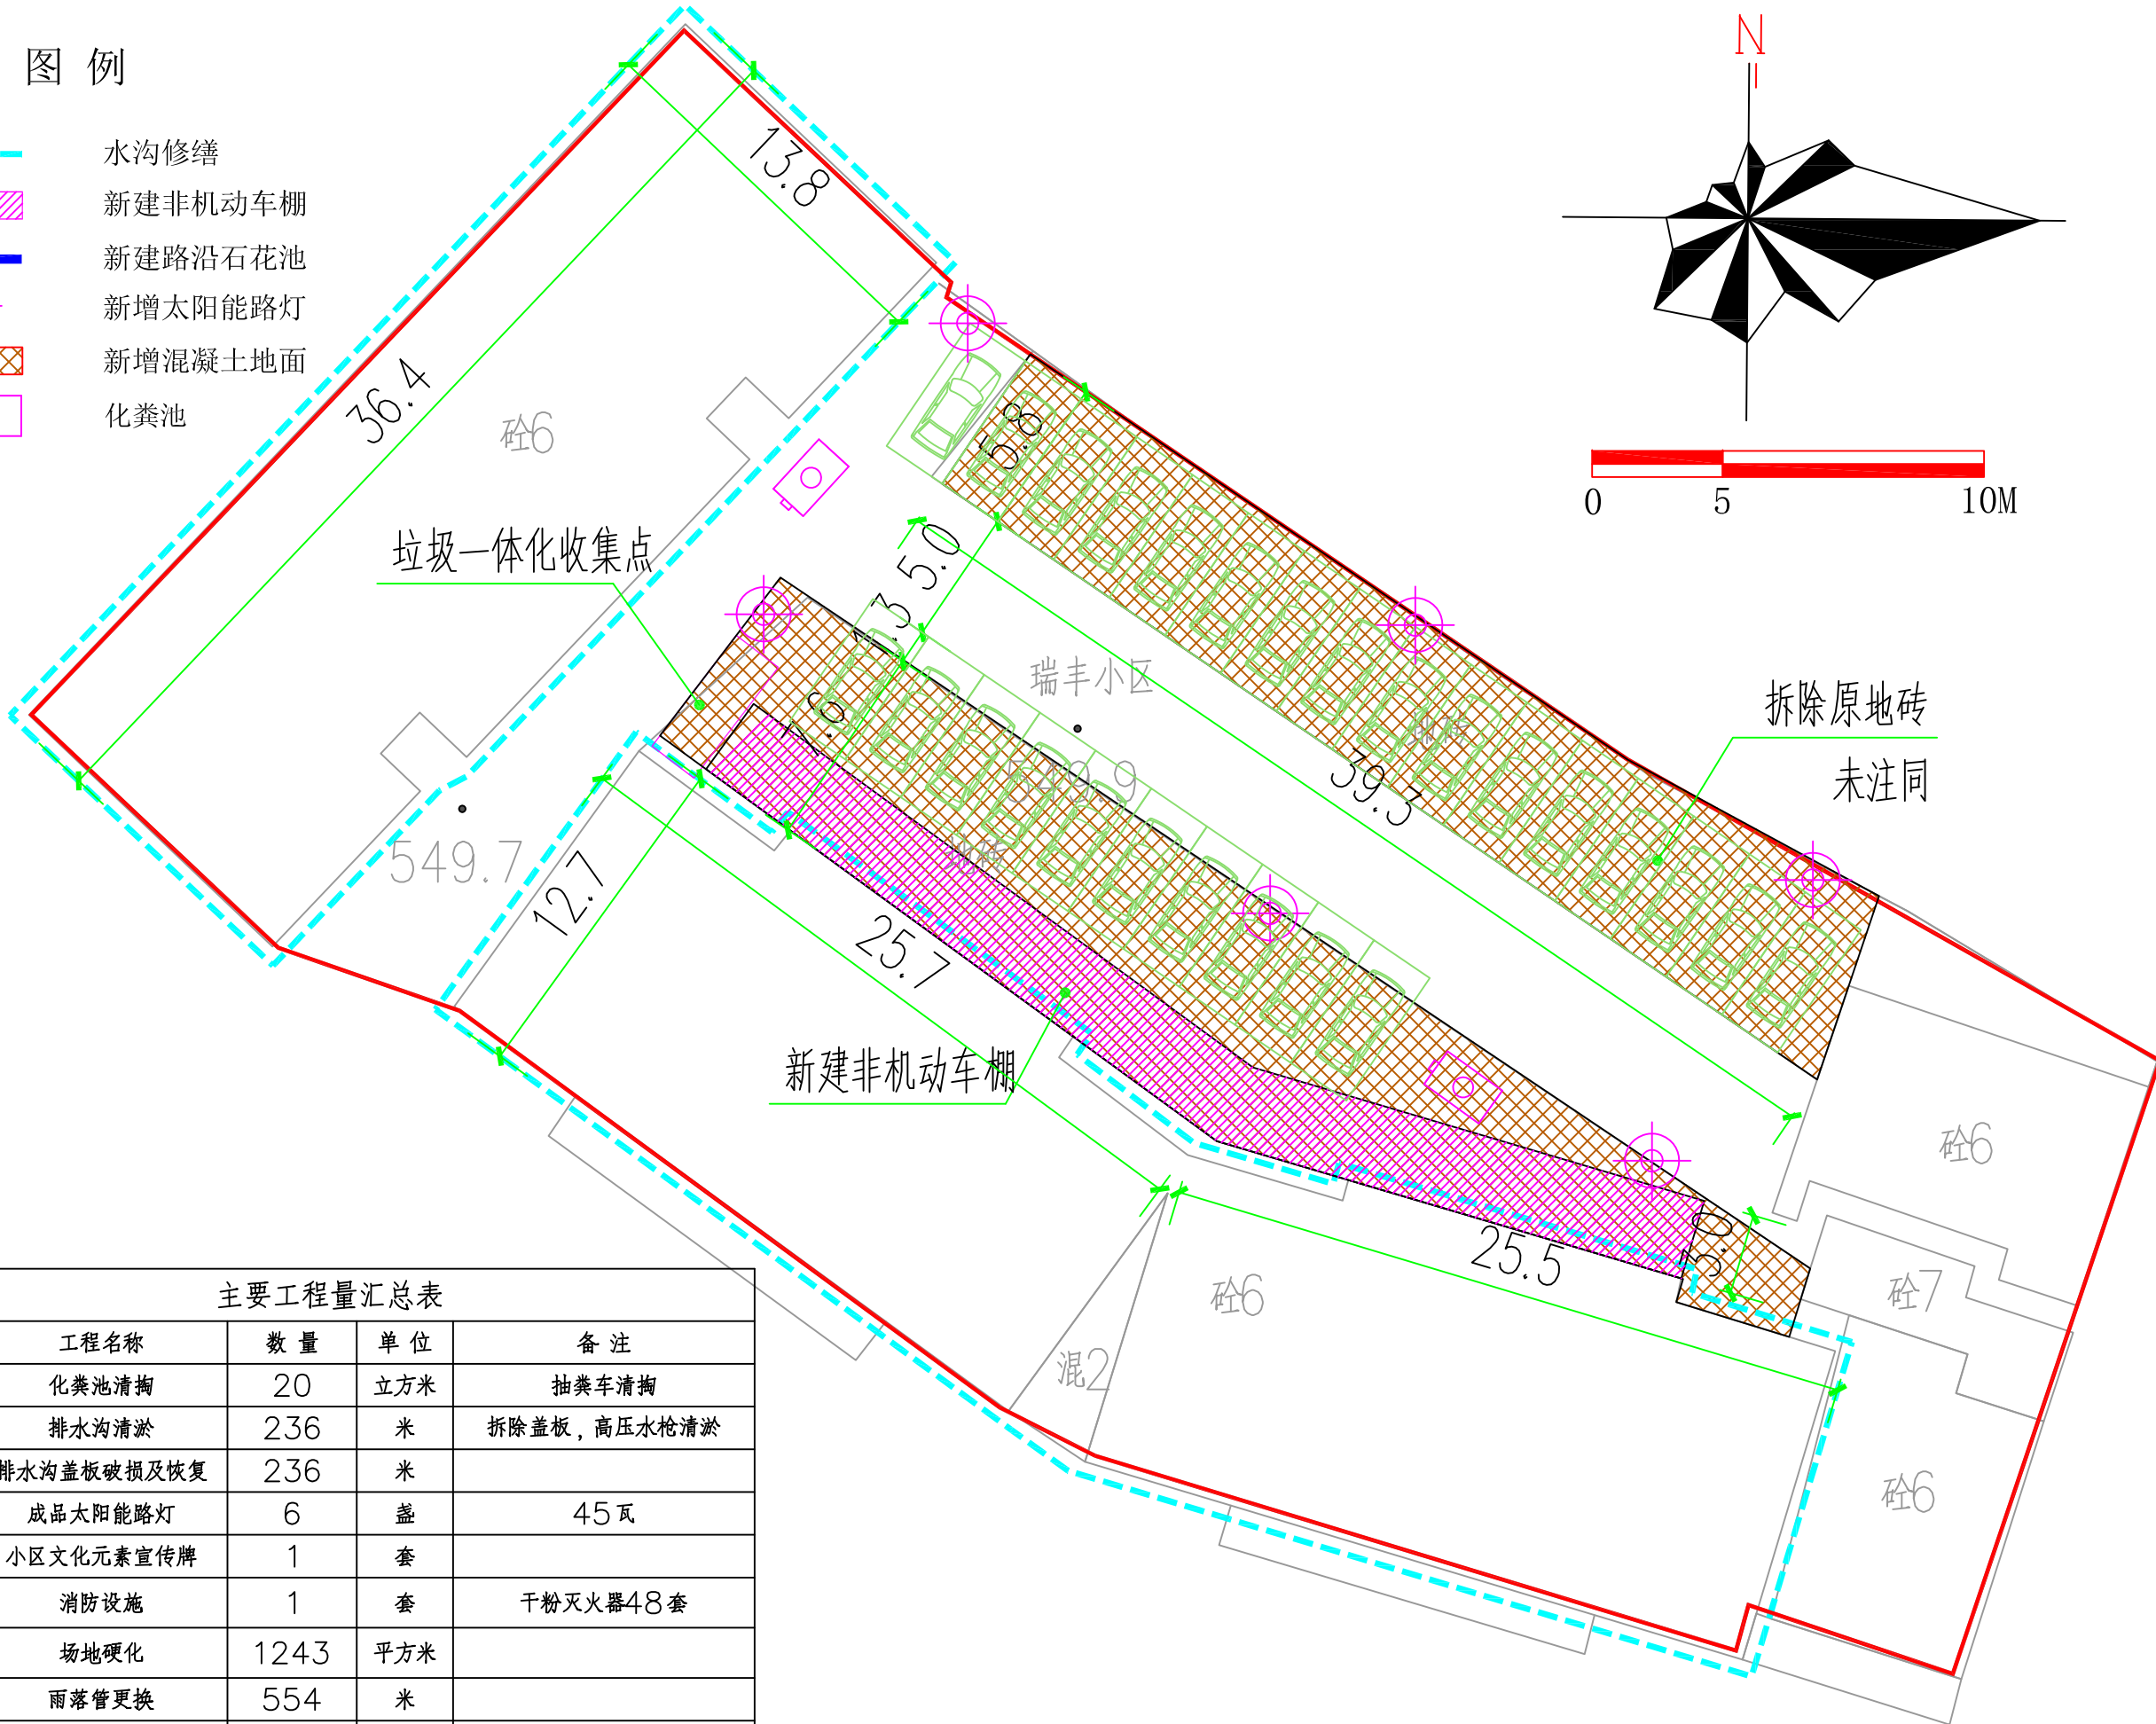 图 例
水沟修缮
新建非机动车棚
新建路沿石花池
新增太阳能路灯
新增混凝土地面
化粪池
N
0 5 10M
13.8
36.4
砼6
垃圾一体化收集点
5.8
5.0
1.3
7.6
瑞丰小区
549.9
地砖
地砖
39.3
拆除原地砖
未注同
549.7
12.7
25.7
新建非机动车棚
3.0
25.5
砼6
砼7
砼6
砼6
混2
主要工程量汇总表
工程名称 数 量 单 位 备 注
化粪池清掏 20 立方米 抽粪车清掏
排水沟清淤 236 米 拆除盖板，高压水枪清淤
排水沟盖板破损及恢复 236 米
成品太阳能路灯 6 盏 45瓦
小区文化元素宣传牌 1 套
消防设施 1 套 干粉灭火器48套
场地硬化 1243 平方米
雨落管更换 554 米